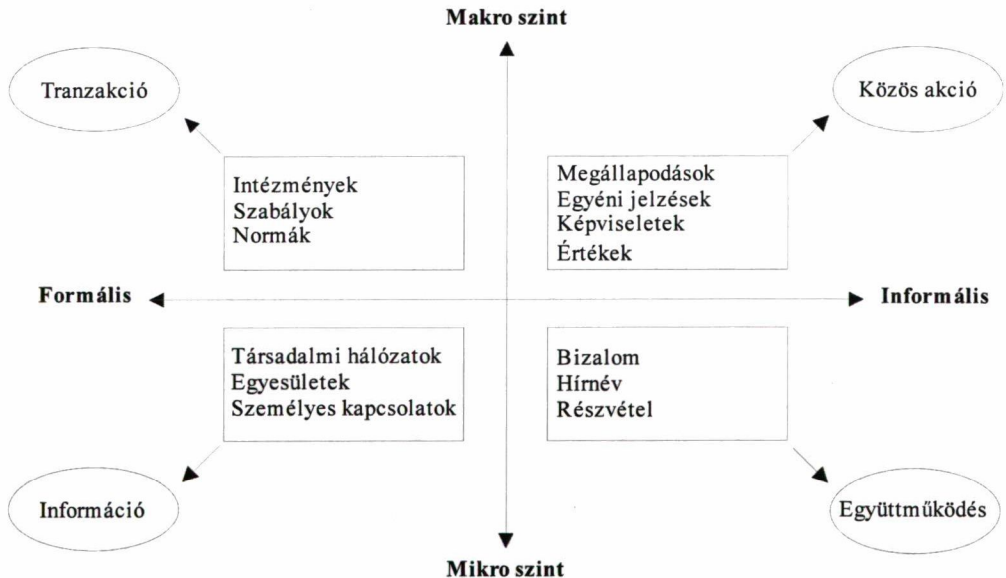 Makro szint
Tranzakció
Közös akció
Intézmények
Szabályok
Normák
Megállapodások
Egyéni jelzések
Képviseletek
Értékek
Formális
Informális
Társadalmi hálózatok
Egyesületek
Személyes kapcsolatok
Bizalom
Hírnév
Részvétel
Információ
Együttműködés
Mikro szint